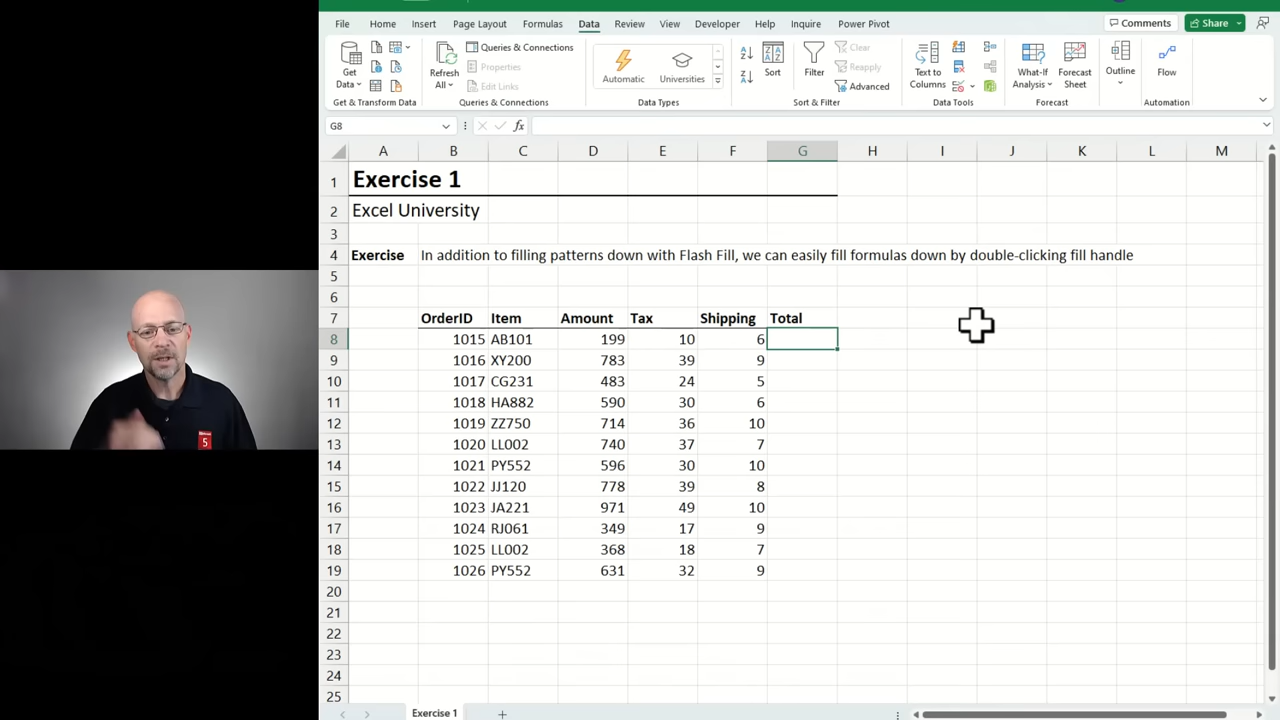 File Home Insert Page Layout Formulas Data Review View Developer Help Inquire Power Pivot Comments Share
Get Data
Refresh All
Queries & Connections
Properties
Edit Links
Automatic
Universities
Sort
Filter
Clear
Reapply
Advanced
Text to Columns
What-If Analysis
Forecast Sheet
Outline
Flow
Get & Transform Data Queries & Connections Data Types Sort & Filter Data Tools Forecast Automation
G8 fx
A B C D E F G H I J K L M
1 Exercise 1
2 Excel University
3
4 Exercise In addition to filling patterns down with Flash Fill, we can easily fill formulas down by double-clicking fill handle
5
6
7 OrderID Item Amount Tax Shipping Total
8 1015 AB101 199 10 6
9 1016 XY200 783 39 9
10 1017 CG231 483 24 5
11 1018 HA882 590 30 6
12 1019 ZZ750 714 36 10
13 1020 LL002 740 37 7
14 1021 PY552 596 30 10
15 1022 JJ120 778 39 8
16 1023 JA221 971 49 10
17 1024 RJ061 349 17 9
18 1025 LL002 368 18 7
19 1026 PY552 631 32 9
20
21
22
23
24
25
Exercise 1
5